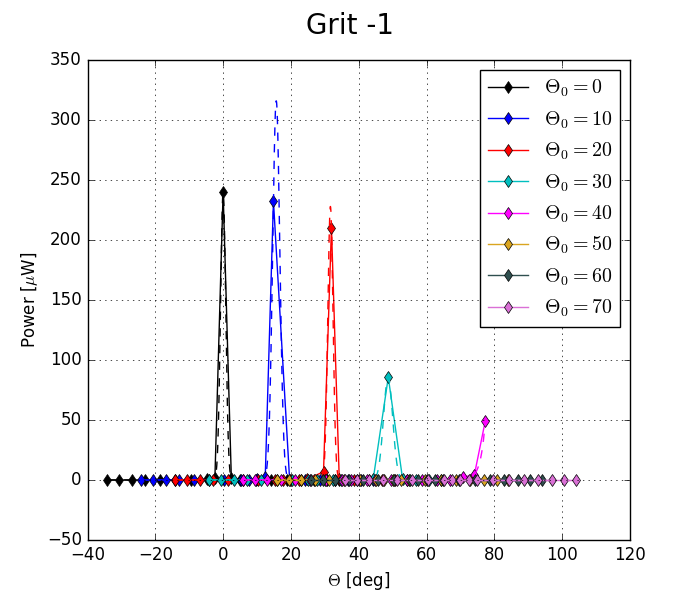 Grit -1
350
300
250
200
150
100
50
0
−50
Power [μW]
−40 −20 0 20 40 60 80 100 120
Θ [deg]
Θ₀ = 0
Θ₀ = 10
Θ₀ = 20
Θ₀ = 30
Θ₀ = 40
Θ₀ = 50
Θ₀ = 60
Θ₀ = 70